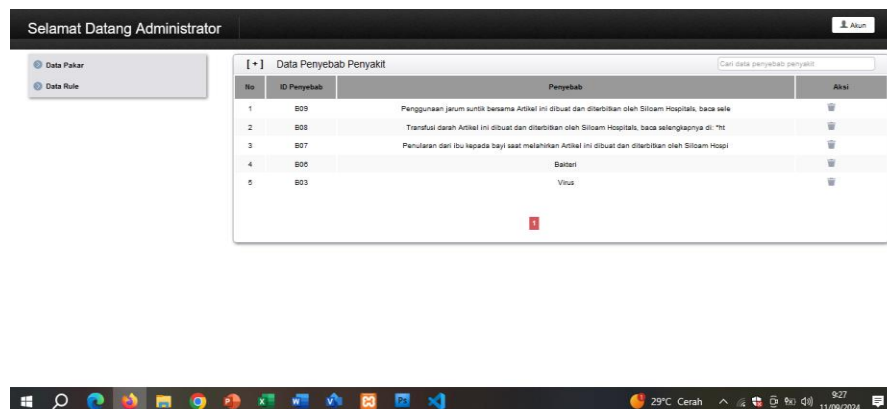 Selamat Datang Administrator
Akun
Data Pakar
Data Rule
[+] Data Penyebab Penyakit
Cari data penyebab penyakit
No ID Penyebab Penyebab Aksi
1 B09 Penggunaan jarum suntik bersama Artikel ini dibuat dan diterbitkan oleh Siloam Hospitals, baca sele
2 B08 Transfusi darah Artikel ini dibuat dan diterbitkan oleh Siloam Hospitals, baca selengkapnya di: "ht
3 B07 Penularan dari ibu kepada bayi saat melahirkan Artikel ini dibuat dan diterbitkan oleh Siloam Hospi
4 B06 Bakteri
5 B03 Virus
1
29°C Cerah
9:27
11/09/2024